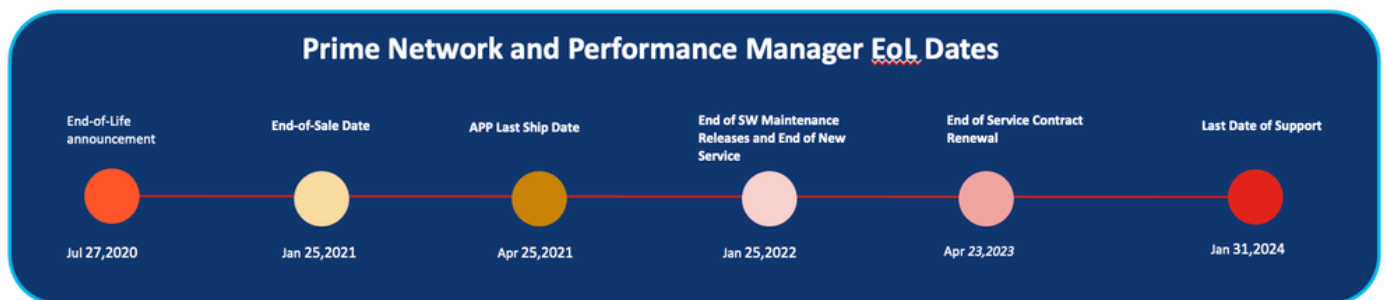 Prime Network and Performance Manager EoL Dates
End-of-Life
announcement
End-of-Sale Date
APP Last Ship Date
End of SW Maintenance
Releases and End of New
Service
End of Service Contract
Renewal
Last Date of Support
Jul 27,2020
Jan 25,2021
Apr 25,2021
Jan 25,2022
Apr 23,2023
Jan 31,2024